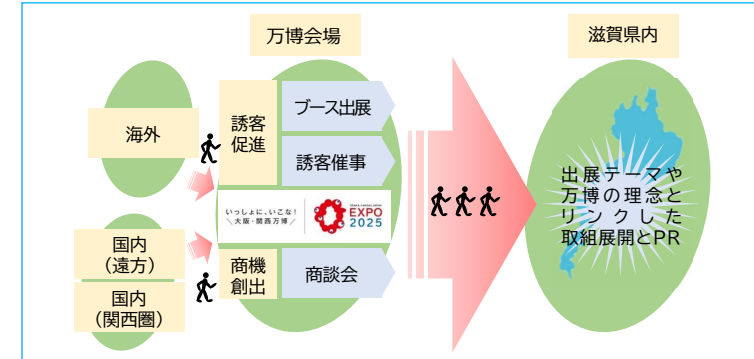 万博会場
滋賀県内
海外
国内
（遠方）
国内
（関西圏）
誘客
促進
ブース出展
誘客催事
いっしょに、いこな！
＼大阪・関西万博／
OSAKA, KANSAI, JAPAN
EXPO
2025
商機
創出
商談会
出展テーマや
万博の理念と
リンクした
取組展開とPR